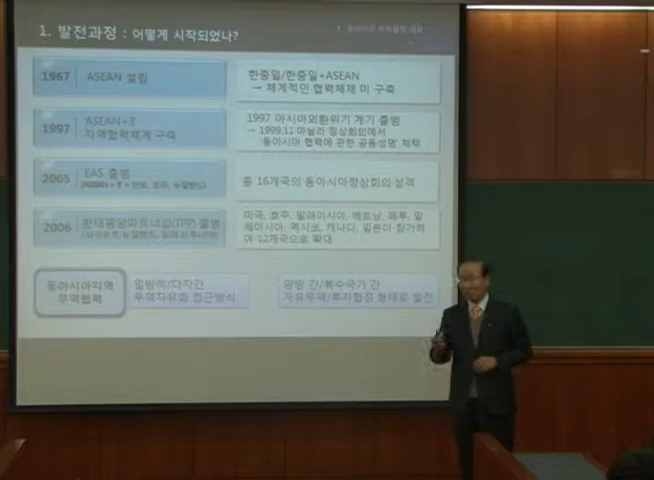 1. 발전과정 : 어떻게 시작되었나?
1967 ASEAN 설립
한중일/한중일+ASEAN
→ 체계적인 협력체제 미 구축
1997 'ASEAN+3'
지역협력체계 구축
1997 아시아외환위기 계기 출범
→ 1999.11 마닐라 정상회의에서
'동아시아 협력에 관한 공동성명' 채택
2005 EAS 출범
총 16개국의 동아시아정상회의 성격
2006 환태평양파트너십(TPP) 출범
미국, 호주, 말레이시아, 베트남, 페루, 말
레이시아, 멕시코, 캐나다, 일본이 참가하
여 12개국으로 확대
동아시아지역
무역협력
일방적/다자간
무역자유화 접근방식
양방 간/복수국가 간
자유무역/투자협정 형태로 발전